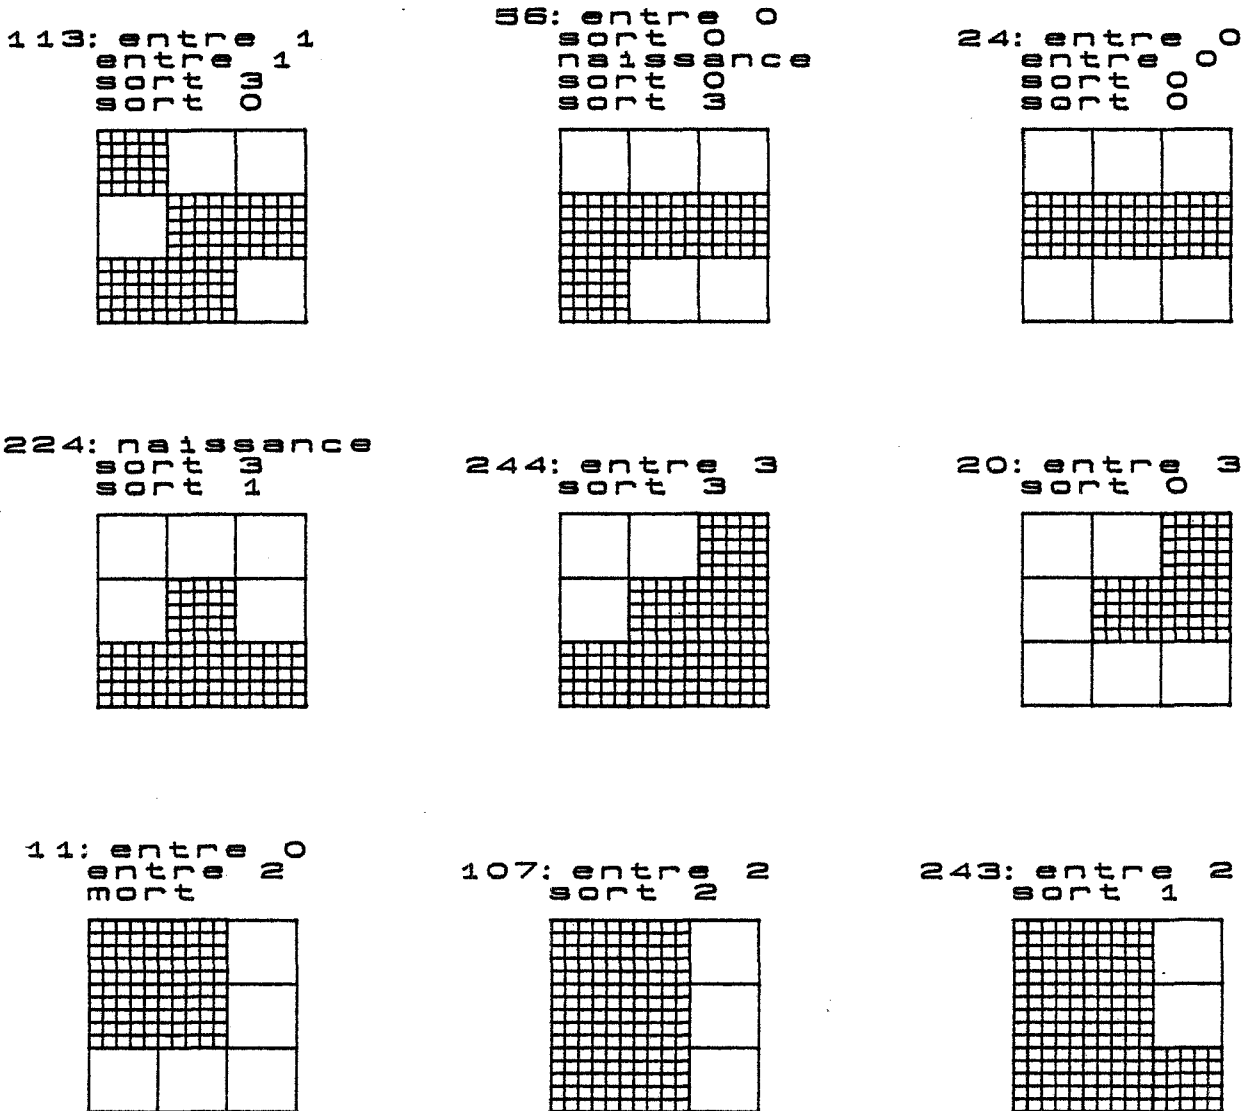 113: entre 1
entre 1
sort 3
sort 0
56: entre 0
sort 0
naissance
sort 0
sort 3
24: entre 0
entre 0
sort 0
sort 0
224: naissance
sort 3
sort 1
244: entre 3
sort 3
20: entre 3
sort 0
11: entre 0
entre 2
mort
107: entre 2
sort 2
243: entre 2
sort 1